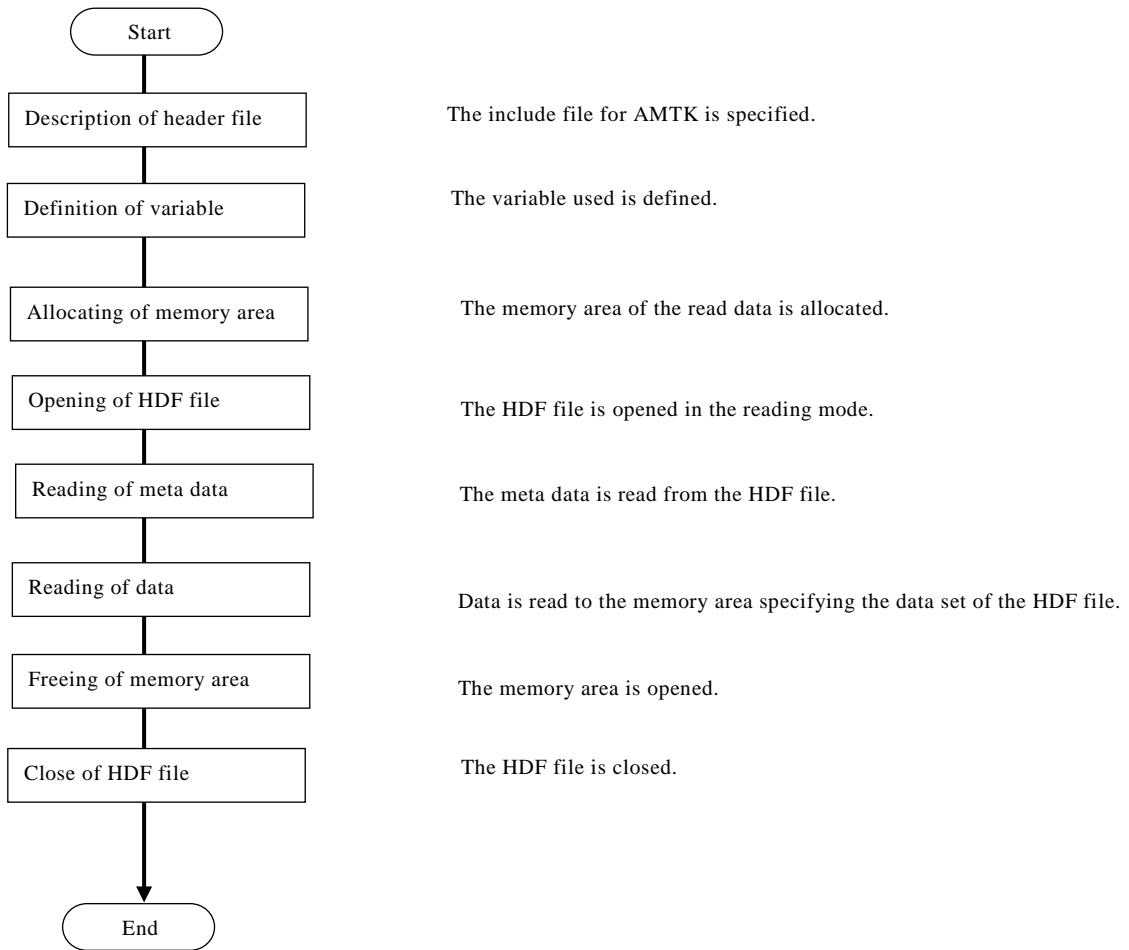 Start
Description of header file
The include file for AMTK is specified.
Definition of variable
The variable used is defined.
Allocating of memory area
The memory area of the read data is allocated.
Opening of HDF file
The HDF file is opened in the reading mode.
Reading of meta data
The meta data is read from the HDF file.
Reading of data
Data is read to the memory area specifying the data set of the HDF file.
Freeing of memory area
The memory area is opened.
Close of HDF file
The HDF file is closed.
End